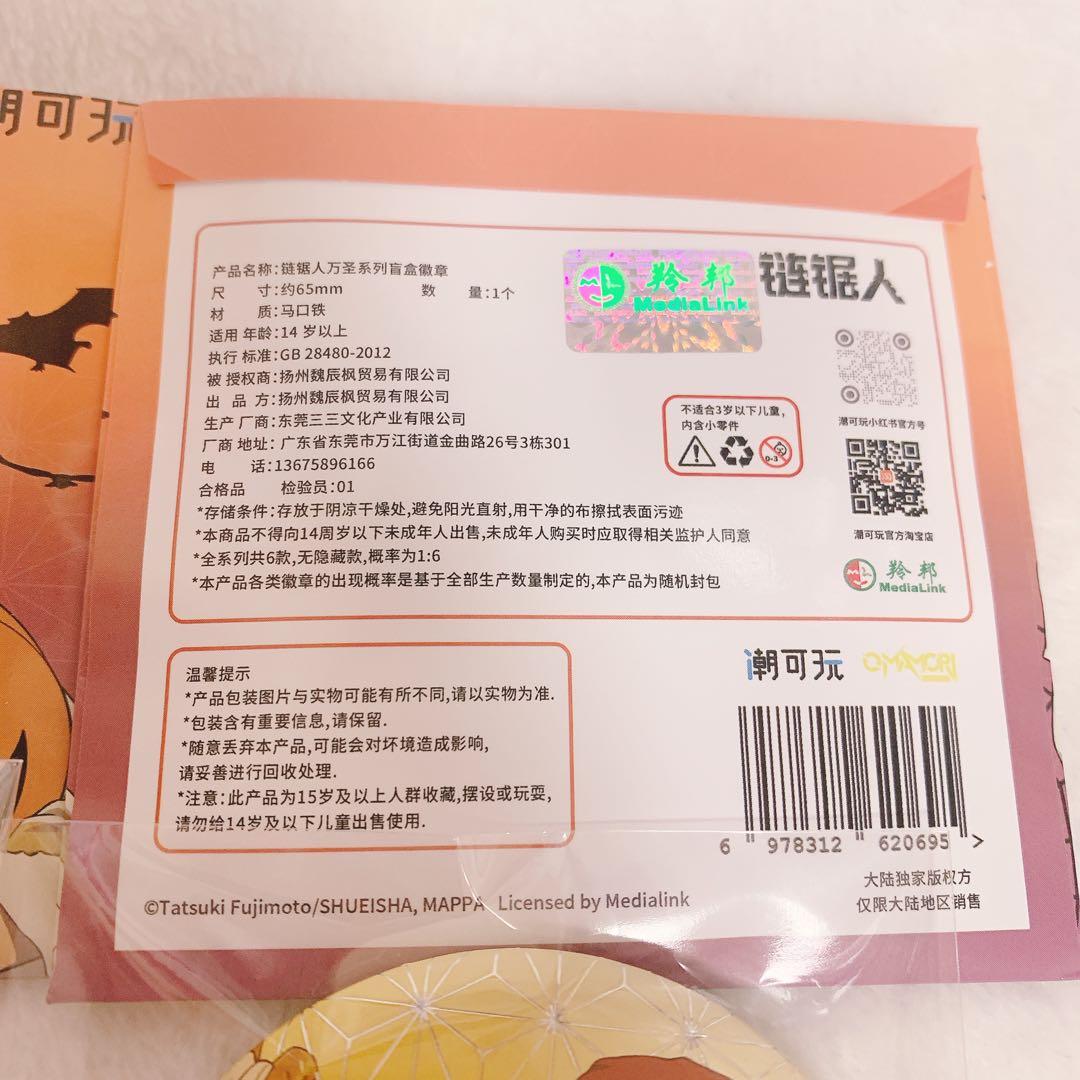 潮可玩
产品名称:链锯人万圣系列盲盒徽章
尺 寸:约65mm 数 量:1个
材 质:马口铁
适用 年龄:14 岁以上
执行 标准:GB 28480-2012
被 授权商:扬州魏辰枫贸易有限公司
出 品 方:扬州魏辰枫贸易有限公司
生产 厂商:东莞三三文化产业有限公司
厂商 地址: 广东省东莞市万江街道金曲路26号3栋301
电 话:13675896166
合格品 检验员:01
*存储条件:存放于阴凉干燥处,避免阳光直射,用干净的布擦拭表面污迹
*本商品不得向14周岁以下未成年人出售,未成年人购买时应取得相关监护人同意
*全系列共6款,无隐藏款,概率为1:6
*本产品各类徽章的出现概率是基于全部生产数量制定的,本产品为随机封包
羚邦
MediaLink
链锯人
潮可玩小红书官方号
不适合3岁以下儿童,
内含小零件
0-3
潮可玩官方淘宝店
羚邦
MediaLink
温馨提示
*产品包装图片与实物可能有所不同,请以实物为准.
*包装含有重要信息,请保留.
*随意丢弃本产品,可能会对坏境造成影响,
请妥善进行回收处理.
*注意:此产品为15岁及以上人群收藏,摆设或玩耍,
请勿给14岁及以下儿童出售使用.
潮可玩 OMAMORI
6 978312 620695 >
大陆独家版权方
仅限大陆地区销售
©Tatsuki Fujimoto/SHUEISHA, MAPPA Licensed by Medialink